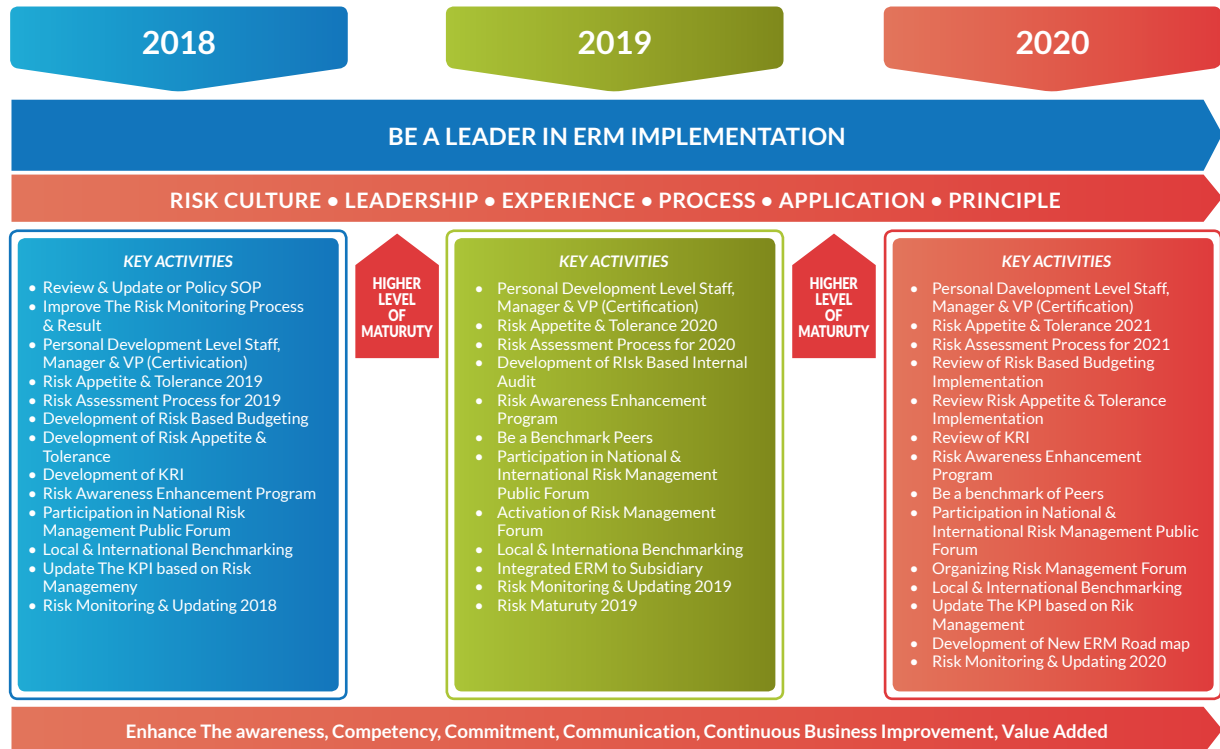 2018
2019
2020
BE A LEADER IN ERM IMPLEMENTATION
RISK CULTURE ● LEADERSHIP ● EXPERIENCE ● PROCESS ● APPLICATION ● PRINCIPLE
KEY ACTIVITIES
• Review & Update or Policy SOP
• Improve The Risk Monitoring Process
& Result
• Personal Development Level Staff,
Manager & VP (Certivication)
• Risk Appetite & Tolerance 2019
• Risk Assessment Process for 2019
• Development of Risk Based Budgeting
• Development of Risk Appetite &
Tolerance
• Development of KRI
• Risk Awareness Enhancement Program
• Participation in National Risk
Management Public Forum
• Local & International Benchmarking
• Update The KPI based on Risk
Managemeny
• Risk Monitoring & Updating 2018
HIGHER
LEVEL
OF
MATURUTY
KEY ACTIVITIES
• Personal Development Level Staff,
Manager & VP (Certification)
• Risk Appetite & Tolerance 2020
• Risk Assessment Process for 2020
• Development of RIsk Based Internal
Audit
• Risk Awareness Enhancement
Program
• Be a Benchmark Peers
• Participation in National &
International Risk Management
Public Forum
• Activation of Risk Management
Forum
• Local & Internationa Benchmarking
• Integrated ERM to Subsidiary
• Risk Monitoring & Updating 2019
• Risk Maturuty 2019
HIGHER
LEVEL
OF
MATURUTY
KEY ACTIVITIES
• Personal Davelopment Level Staff,
Manager & VP (Certification)
• Risk Appetite & Tolerance 2021
• Risk Assessment Process for 2021
• Review of Risk Based Budgeting
Implementation
• Review Risk Appetite & Tolerance
Implementation
• Review of KRI
• Risk Awareness Enhancement
Program
• Be a benchmark of Peers
• Participation in National &
International Risk Management Public
Forum
• Organizing Risk Management Forum
• Local & International Benchmarking
• Update The KPI based on Rik
Management
• Development of New ERM Road map
• Risk Monitoring & Updating 2020
Enhance The awareness, Competency, Commitment, Communication, Continuous Business Improvement, Value Added